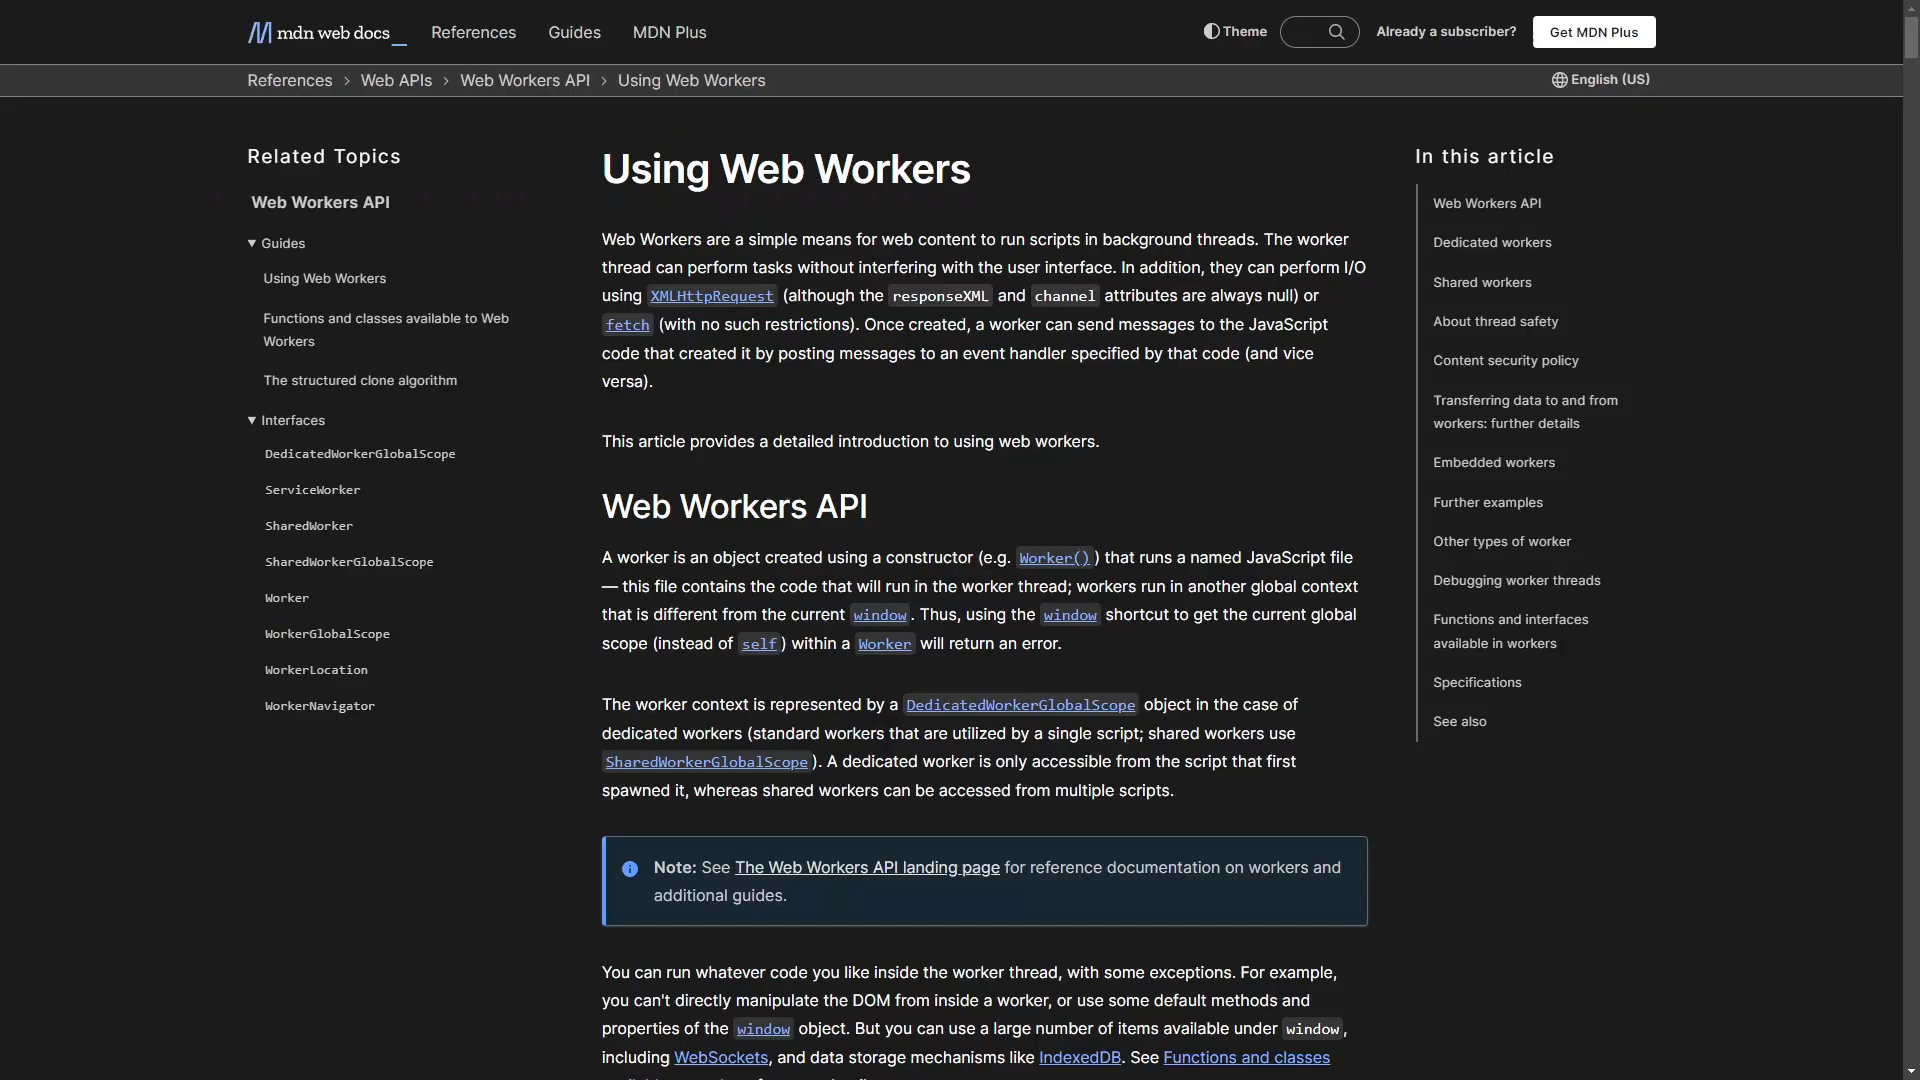 mdn web docs_
References
Guides
MDN Plus
Theme
Already a subscriber?
Get MDN Plus
References > Web APIs > Web Workers API > Using Web Workers
English (US)
Related Topics
Web Workers API
▼ Guides
Using Web Workers
Functions and classes available to Web
Workers
The structured clone algorithm
▼ Interfaces
DedicatedWorkerGlobalScope
ServiceWorker
SharedWorker
SharedWorkerGlobalScope
Worker
WorkerGlobalScope
WorkerLocation
WorkerNavigator
Using Web Workers
Web Workers are a simple means for web content to run scripts in background threads. The worker
thread can perform tasks without interfering with the user interface. In addition, they can perform I/O
using XMLHttpRequest (although the responseXML and channel attributes are always null) or
fetch (with no such restrictions). Once created, a worker can send messages to the JavaScript
code that created it by posting messages to an event handler specified by that code (and vice
versa).
This article provides a detailed introduction to using web workers.
Web Workers API
A worker is an object created using a constructor (e.g. Worker()) that runs a named JavaScript file
— this file contains the code that will run in the worker thread; workers run in another global context
that is different from the current window. Thus, using the window shortcut to get the current global
scope (instead of self) within a Worker will return an error.
The worker context is represented by a DedicatedWorkerGlobalScope object in the case of
dedicated workers (standard workers that are utilized by a single script; shared workers use
SharedWorkerGlobalScope). A dedicated worker is only accessible from the script that first
spawned it, whereas shared workers can be accessed from multiple scripts.
Note: See The Web Workers API landing page for reference documentation on workers and
additional guides.
You can run whatever code you like inside the worker thread, with some exceptions. For example,
you can't directly manipulate the DOM from inside a worker, or use some default methods and
properties of the window object. But you can use a large number of items available under window,
including WebSockets, and data storage mechanisms like IndexedDB. See Functions and classes
In this article
Web Workers API
Dedicated workers
Shared workers
About thread safety
Content security policy
Transferring data to and from
workers: further details
Embedded workers
Further examples
Other types of worker
Debugging worker threads
Functions and interfaces
available in workers
Specifications
See also